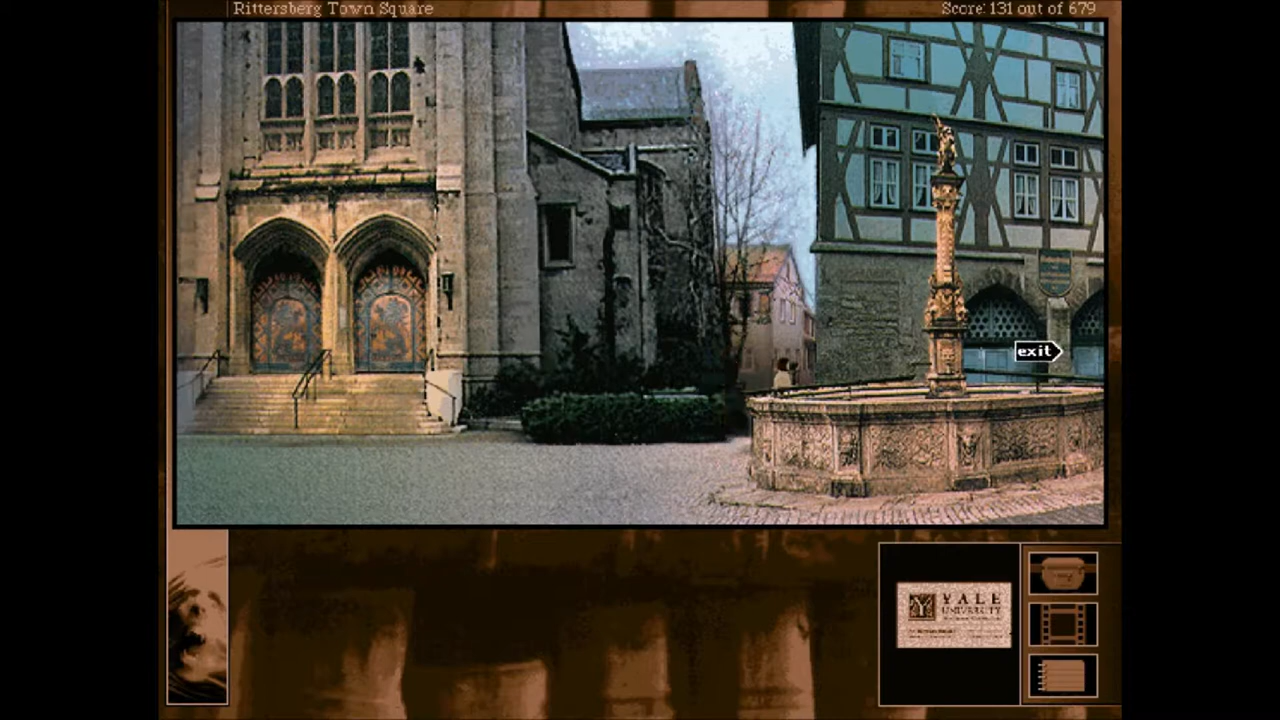 Rittersberg Town Square
Score: 131 out of 679
exit
Y YALE
UNIVERSITY